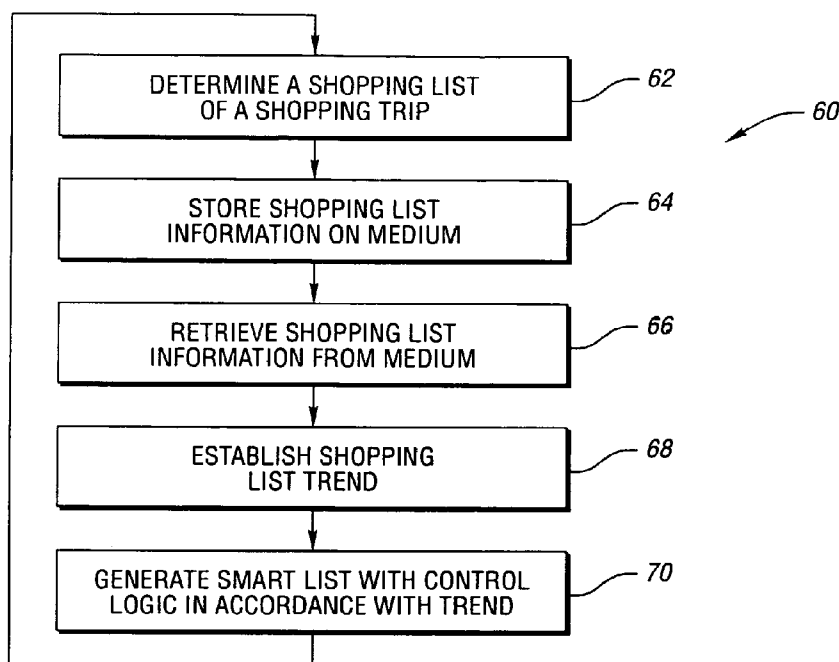 DETERMINE A SHOPPING LIST
OF A SHOPPING TRIP
62
60
STORE SHOPPING LIST
INFORMATION ON MEDIUM
64
RETRIEVE SHOPPING LIST
INFORMATION FROM MEDIUM
66
ESTABLISH SHOPPING
LIST TREND
68
GENERATE SMART LIST WITH CONTROL
LOGIC IN ACCORDANCE WITH TREND
70